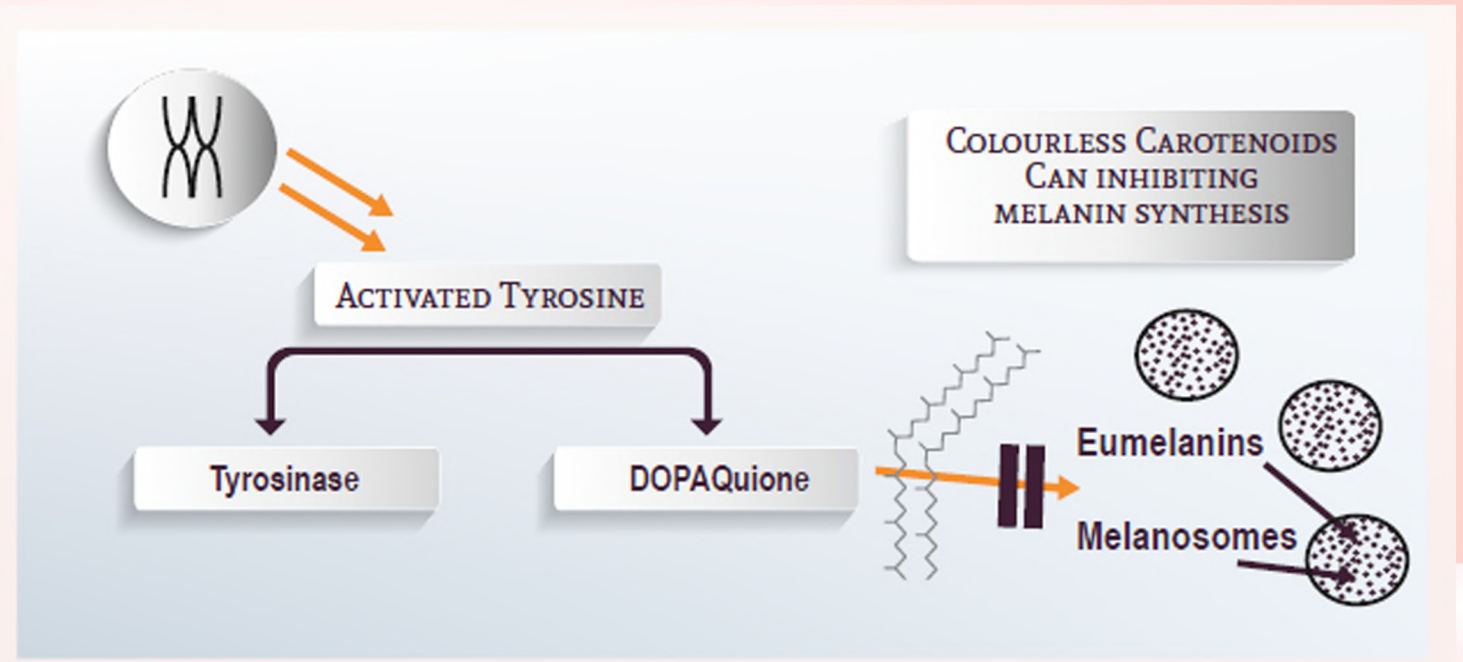 COLOURLESS CAROTENOIDS
CAN INHIBITING
MELANIN SYNTHESIS
ACTIVATED TYROSINE
Tyrosinase
DOPAQuione
Eumelanins
Melanosomes